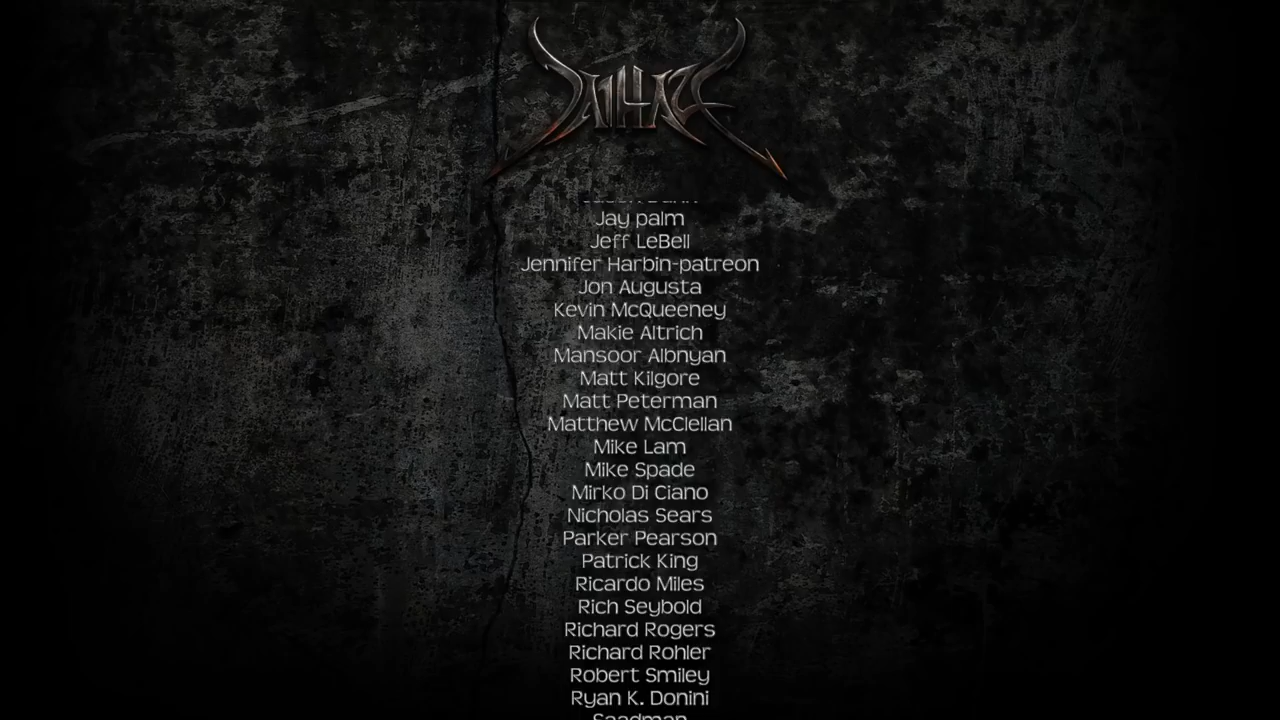 Jay palm
Jeff LeBell
Jennifer Harbin-patreon
Jon Augusta
Kevin McQueeney
Makie Altrich
Mansoor Albnyan
Matt Kilgore
Matt Peterman
Matthew McClellan
Mike Lam
Mike Spade
Mirko Di Ciano
Nicholas Sears
Parker Pearson
Patrick King
Ricardo Miles
Rich Seybold
Richard Rogers
Richard Rohler
Robert Smiley
Ryan K. Donini
Saadman